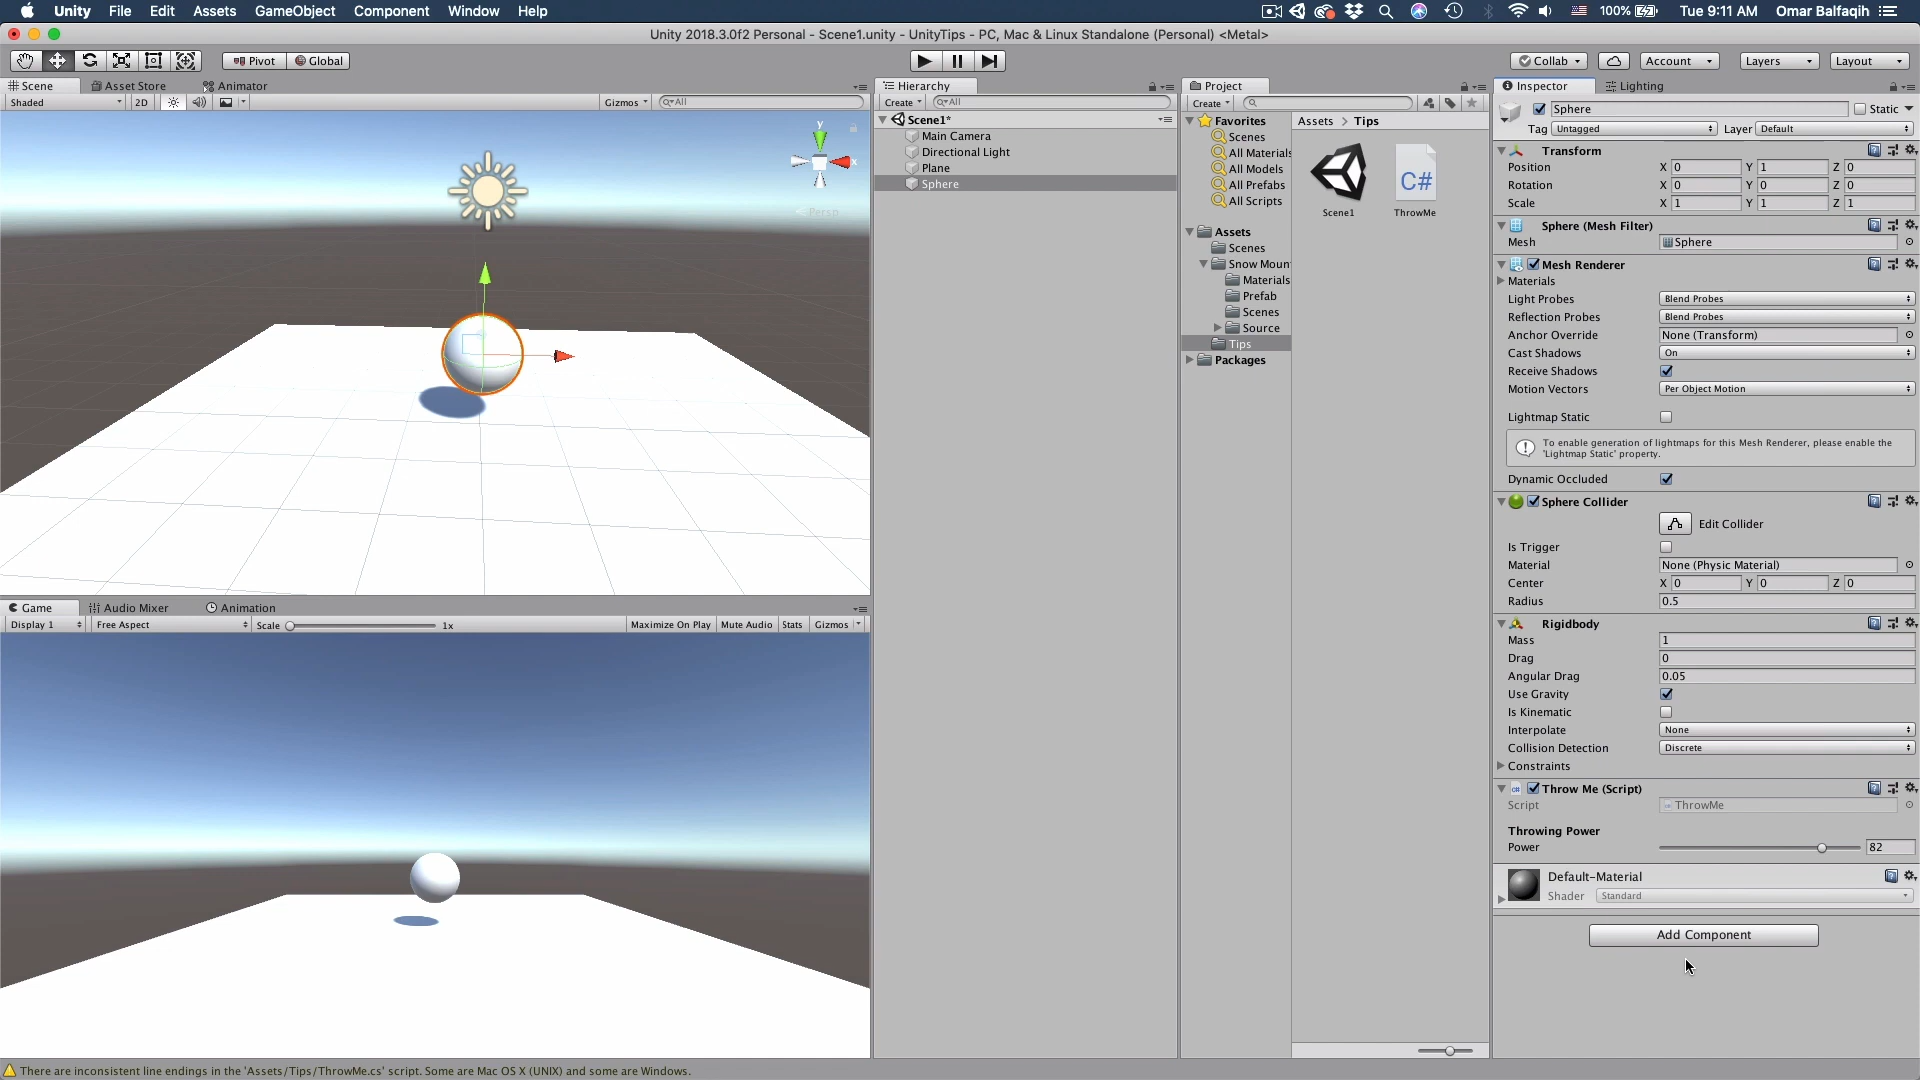 Unity File Edit Assets GameObject Component Window Help 100% Tue 9:11 AM Omar Balfaqih
Unity 2018.3.0f2 Personal - Scene1.unity - UnityTips - PC, Mac & Linux Standalone (Personal) <Metal>
Pivot Global Collab Account Layers Layout
Scene Asset Store Animator
Shaded 2D Gizmos All
y
x
Persp
Game Audio Mixer Animation
Display 1 Free Aspect Scale 1x Maximize On Play Mute Audio Stats Gizmos
Hierarchy
Create All
Scene1*
Main Camera
Directional Light
Plane
Sphere
Project
Create
Favorites
Scenes
All Materials
All Models
All Prefabs
All Scripts
Assets
Scenes
Snow Moun
Materials
Prefab
Scenes
Source
Tips
Packages
Assets > Tips
C#
Scene1 ThrowMe
Inspector Lighting
Sphere Static
Tag Untagged Layer Default
Transform
Position X 0 Y 1 Z 0
Rotation X 0 Y 0 Z 0
Scale X 1 Y 1 Z 1
Sphere (Mesh Filter)
Mesh Sphere
Mesh Renderer
Materials
Light Probes Blend Probes
Reflection Probes Blend Probes
Anchor Override None (Transform)
Cast Shadows On
Receive Shadows
Motion Vectors Per Object Motion
Lightmap Static
To enable generation of lightmaps for this Mesh Renderer, please enable the
'Lightmap Static' property.
Dynamic Occluded
Sphere Collider
Edit Collider
Is Trigger
Material None (Physic Material)
Center X 0 Y 0 Z 0
Radius 0.5
Rigidbody
Mass 1
Drag 0
Angular Drag 0.05
Use Gravity
Is Kinematic
Interpolate None
Collision Detection Discrete
Constraints
Throw Me (Script)
Script ThrowMe
Throwing Power
Power 82
Default-Material
Shader Standard
Add Component
There are inconsistent line endings in the 'Assets/Tips/ThrowMe.cs' script. Some are Mac OS X (UNIX) and some are Windows.